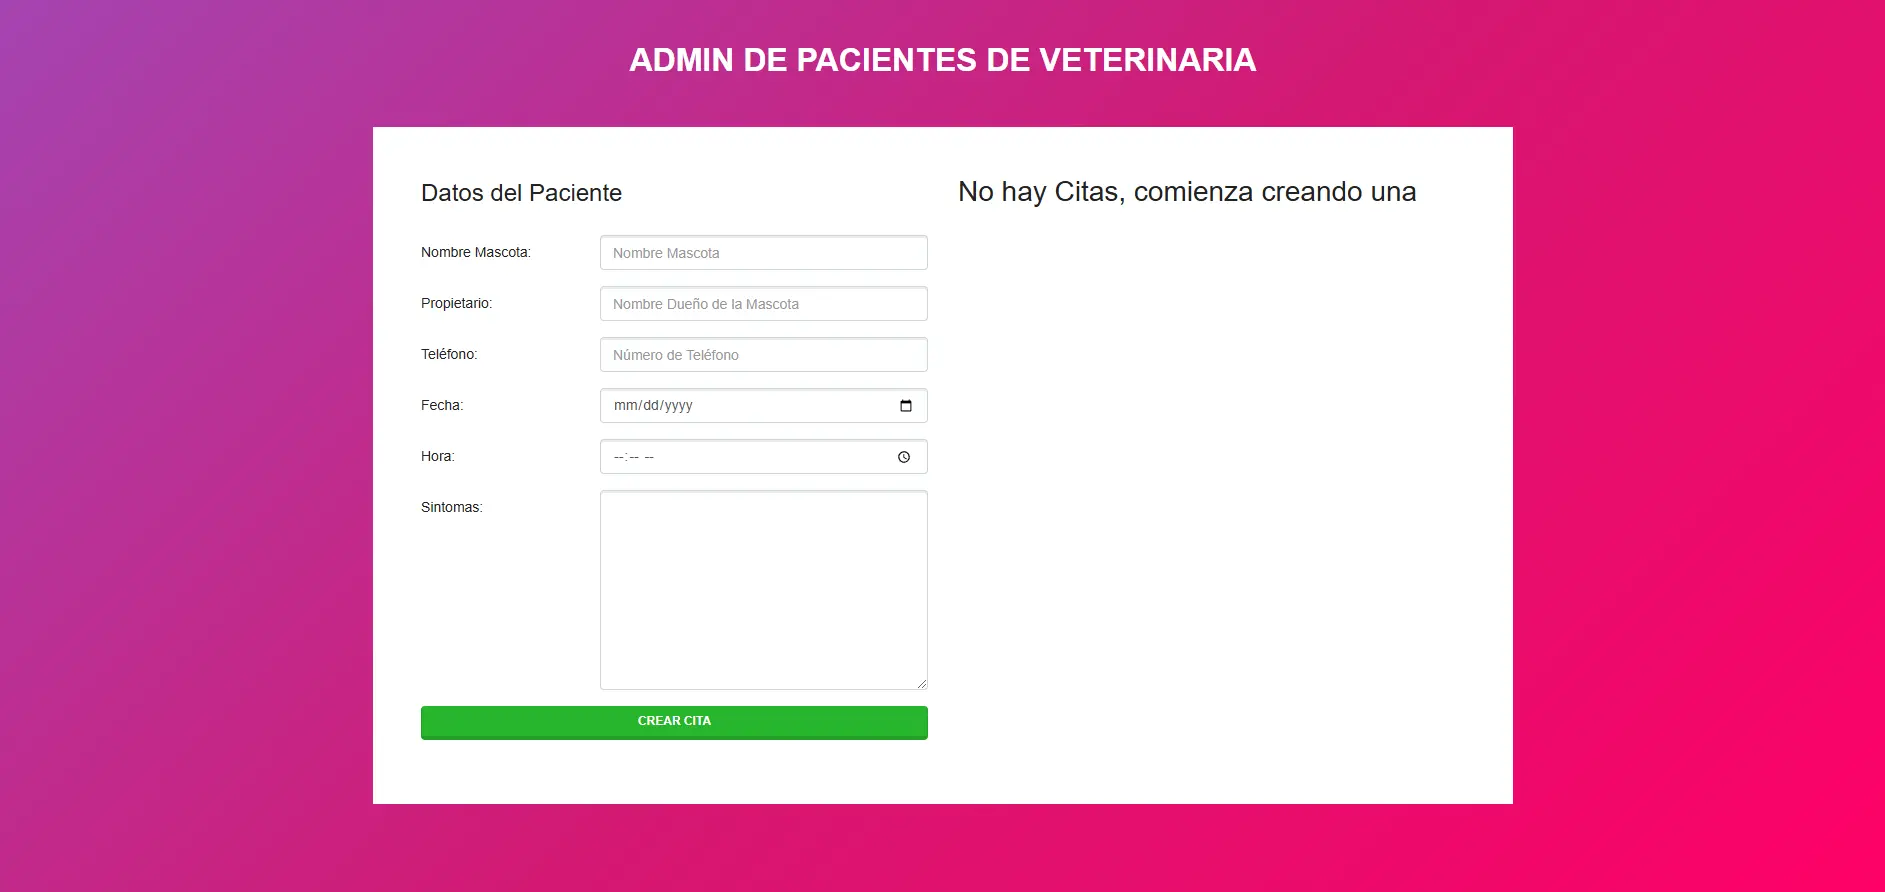 ADMIN DE PACIENTES DE VETERINARIA
Datos del Paciente
Nombre Mascota:
Nombre Mascota
Propietario:
Nombre Dueño de la Mascota
Teléfono:
Número de Teléfono
Fecha:
mm/dd/yyyy
Hora:
--:-- --
Sintomas:
CREAR CITA
No hay Citas, comienza creando una